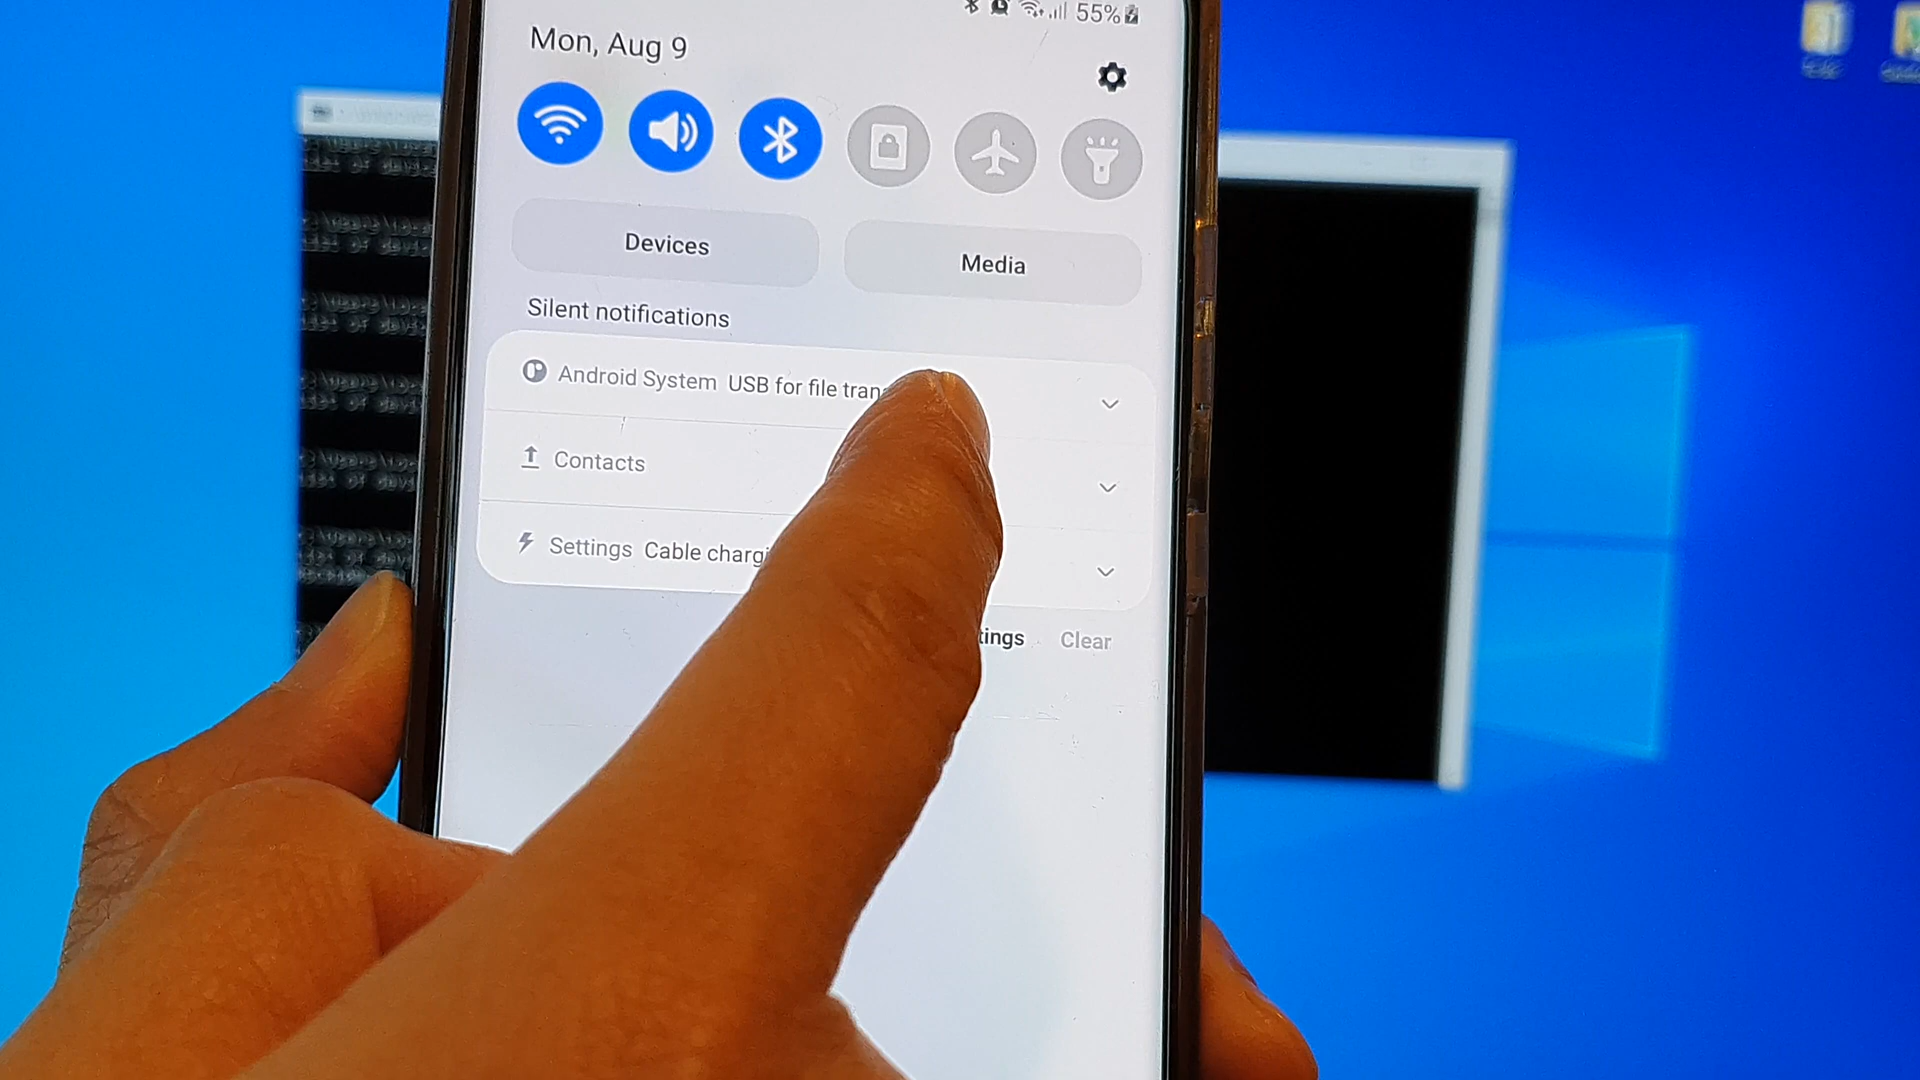 55%
Mon, Aug 9
Devices
Media
Silent notifications
Android System USB for file tran
Contacts
Settings Cable chargi
tings Clear